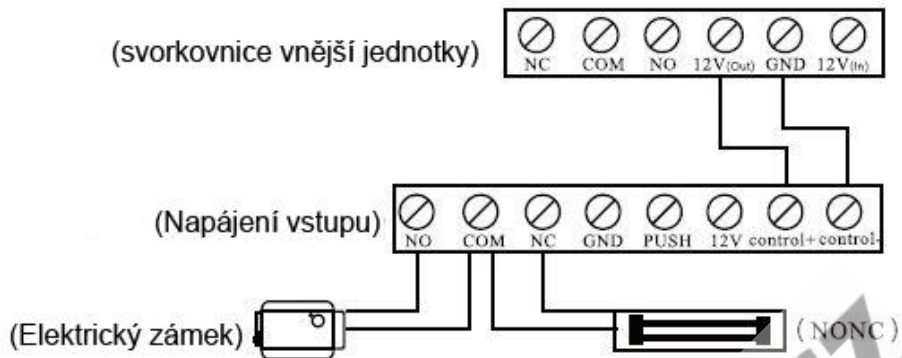 (svorkovnice vnější jednotky)
NC COM NO 12V(Out) GND 12V(In)
(Napájení vstupu)
NO COM NC GND PUSH 12V control+ control-
(Elektrický zámek)
(NONC)